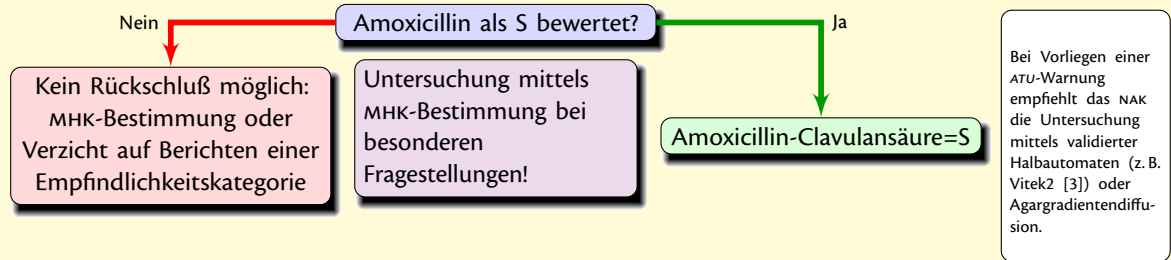 Nein
Amoxicillin als S bewertet?
Ja
Kein Rückschluß möglich:
MHK-Bestimmung oder
Verzicht auf Berichten einer
Empfindlichkeitskategorie
Untersuchung mittels
MHK-Bestimmung bei
besonderen
Fragestellungen!
Amoxicillin-Clavulansäure=S
Bei Vorliegen einer
ATU-Warnung
empfiehlt das NAK
die Untersuchung
mittels validierter
Halbautomaten (z. B.
Vitek2 [3]) oder
Agargradientendiffu-
sion.